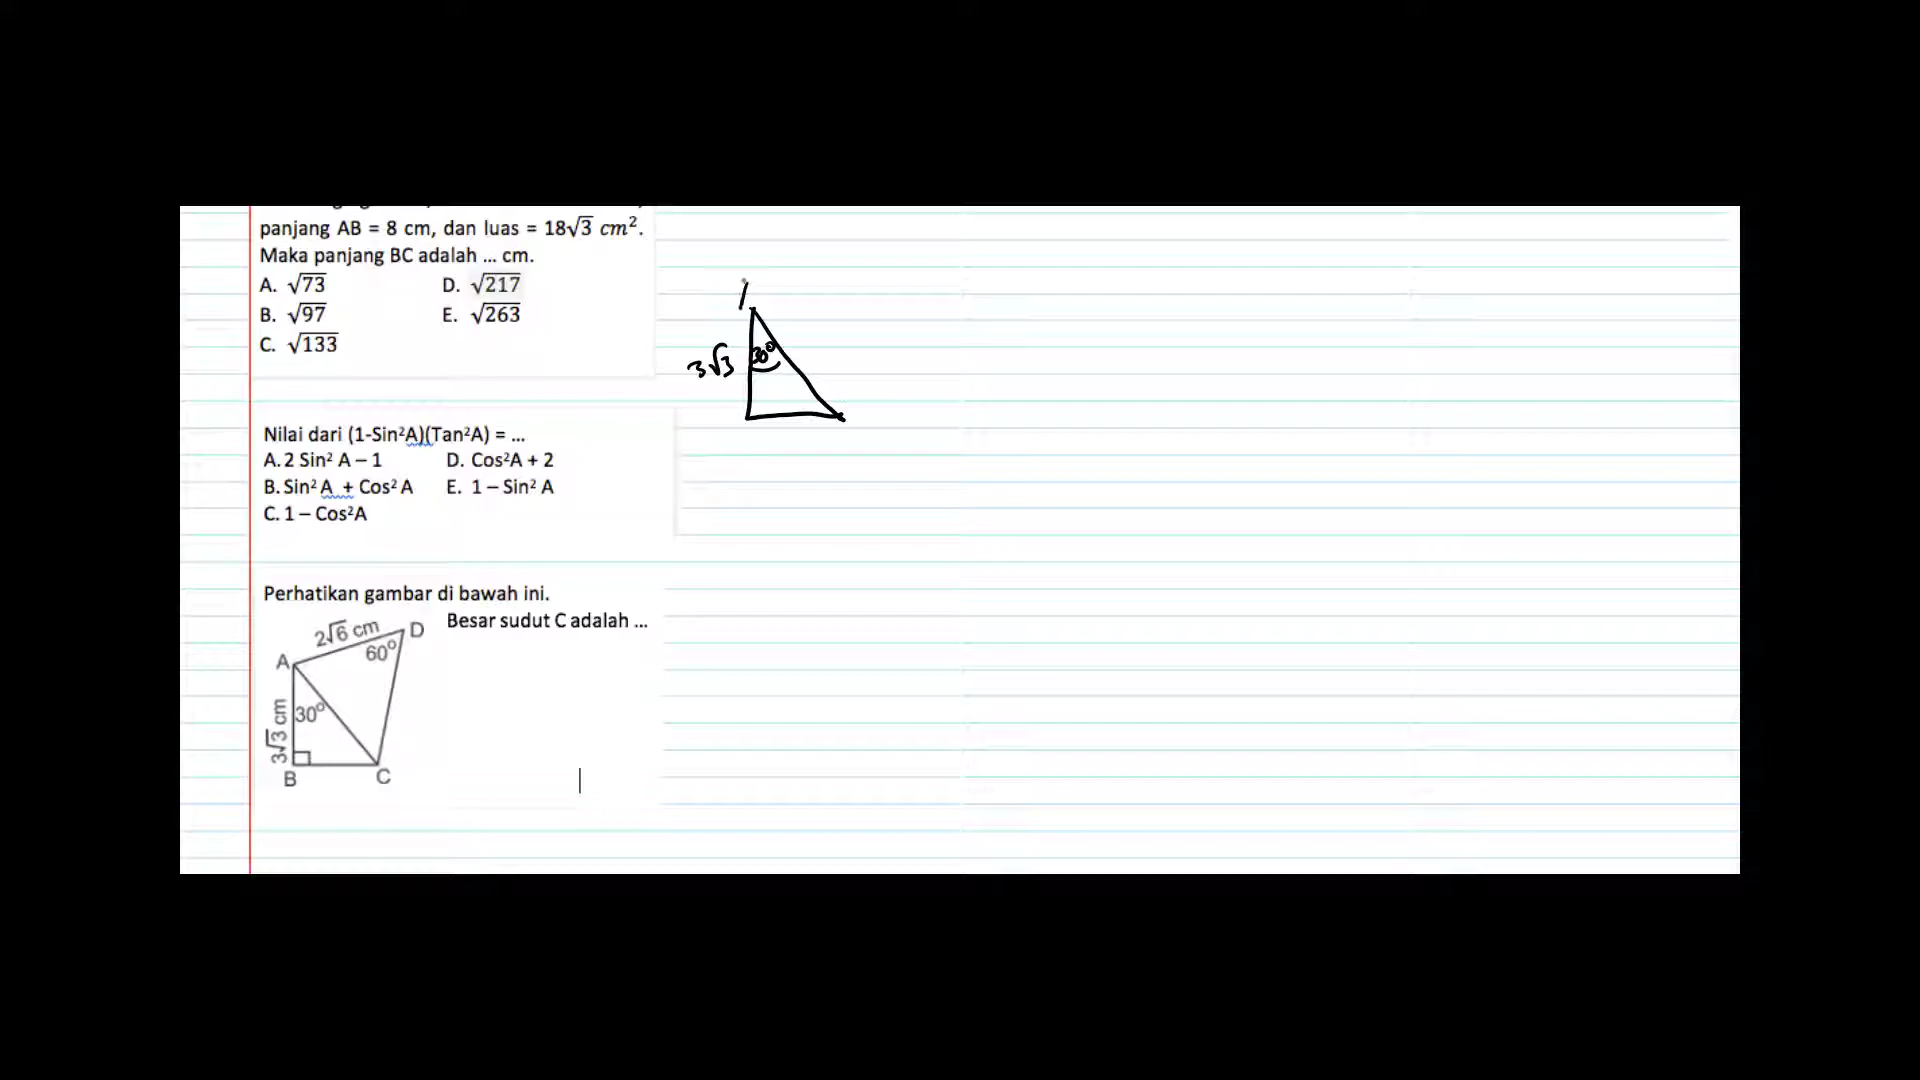 panjang AB = 8 cm, dan luas = 18√3 cm².
Maka panjang BC adalah ... cm.
A. √73 D. √217
B. √97 E. √263
C. √133
3√3 30°
Nilai dari (1-Sin²A)(Tan²A) = ...
A. 2 Sin² A – 1 D. Cos²A + 2
B. Sin² A + Cos² A E. 1 – Sin² A
C. 1 – Cos²A
Perhatikan gambar di bawah ini.
Besar sudut C adalah ...
2√6 cm D
60°
A
30°
3√3 cm
B C